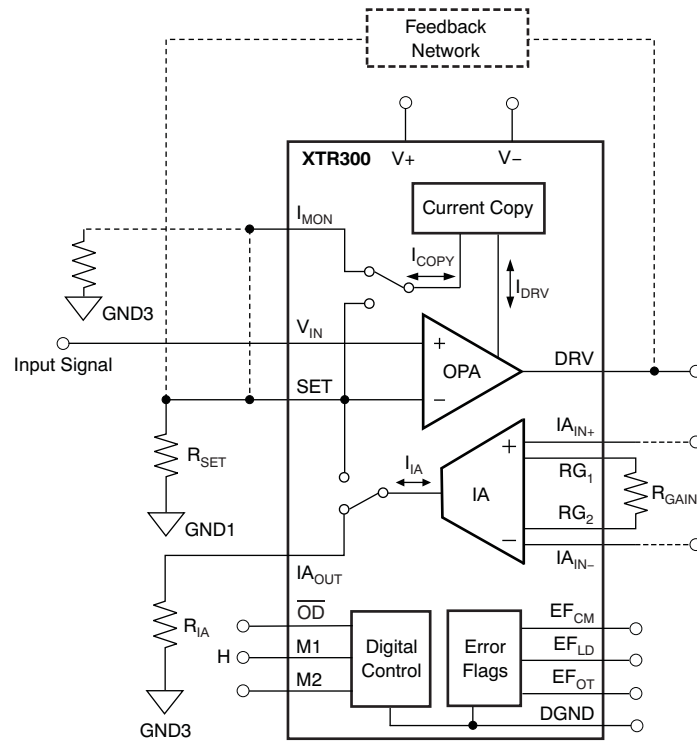 Feedback
Network
XTR300
V+
V−
Current Copy
I_MON
I_COPY
I_DRV
GND3
V_IN
Input Signal
+
OPA
−
DRV
SET
R_SET
GND1
I_IA
+
IA
−
IA_IN+
RG_1
R_GAIN
RG_2
IA_IN−
IA_OUT
R_IA
GND3
O̅D̅
H
M1
M2
Digital
Control
Error
Flags
EF_CM
EF_LD
EF_OT
DGND